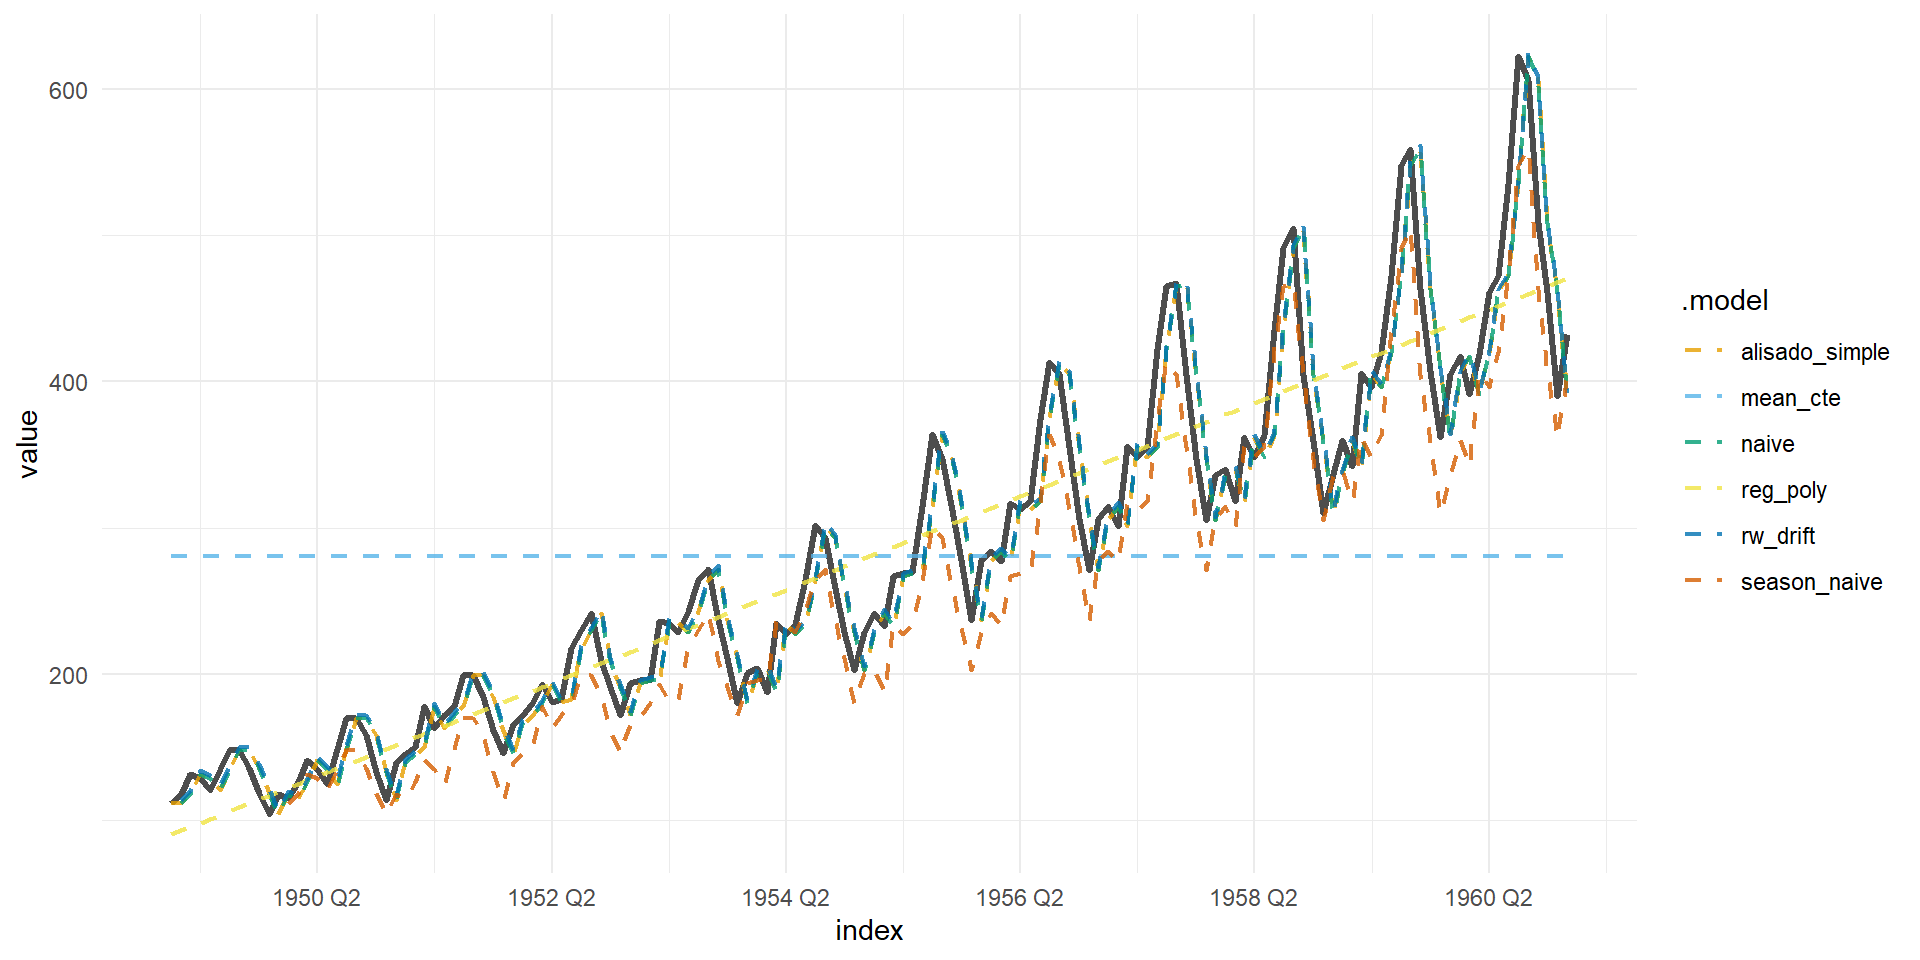 600
400
200
value
1950 Q2
1952 Q2
1954 Q2
1956 Q2
1958 Q2
1960 Q2
index
.model
alisado_simple
mean_cte
naive
reg_poly
rw_drift
season_naive